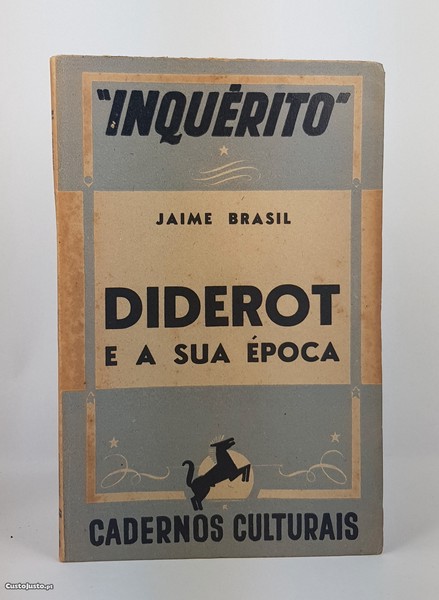 "INQUÉRITO"
JAIME BRASIL
DIDEROT
E A SUA ÉPOCA
CADERNOS CULTURAIS
CustoJusto.pt